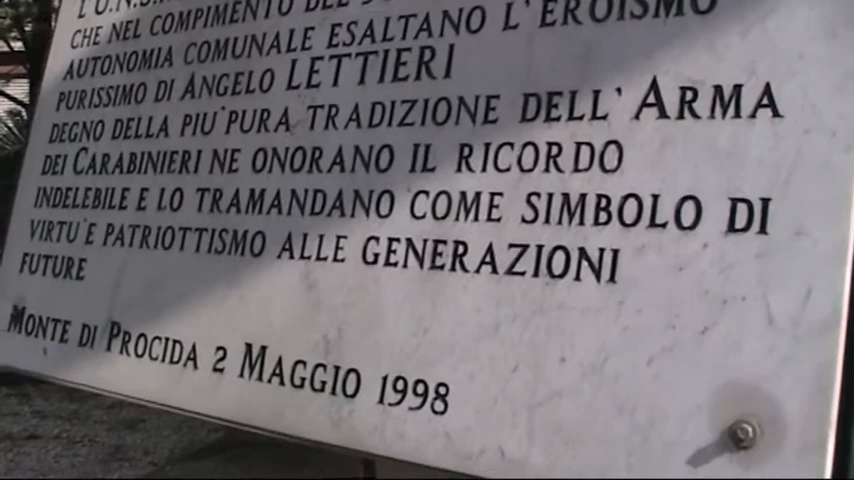 CHE NEL COMPIMENTO DEL
AUTONOMIA COMUNALE ESALTANO L'EROISMO
PURISSIMO DI ANGELO LETTIERI
DEGNO DELLA PIU' PURA TRADIZIONE DELL'ARMA
DEI CARABINIERI NE ONORANO IL RICORDO
INDELEBILE E LO TRAMANDANO COME SIMBOLO DI
VIRTU' E PATRIOTTISMO ALLE GENERAZIONI
FUTURE
MONTE DI PROCIDA 2 MAGGIO 1998